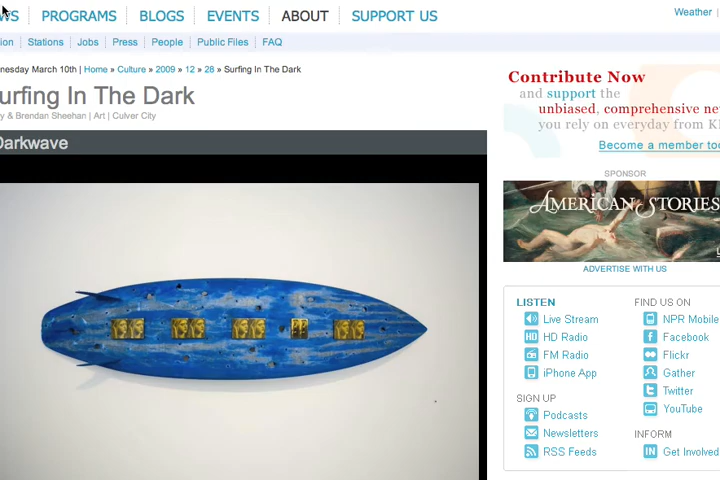 WS PROGRAMS BLOGS EVENTS ABOUT SUPPORT US
Weather
ion Stations Jobs Press People Public Files FAQ
nesday March 10th | Home » Culture » 2009 » 12 » 28 » Surfing In The Dark
urfing In The Dark
y & Brendan Sheehan | Art | Culver City
Darkwave
Contribute Now
and support the
unbiased, comprehensive ne
you rely on everyday from K
Become a member to
SPONSOR
AMERICAN STORIES
ADVERTISE WITH US
LISTEN
Live Stream
HD HD Radio
FM Radio
iPhone App
SIGN UP
Podcasts
Newsletters
RSS Feeds
FIND US ON
NPR Mobile
Facebook
Flickr
Gather
Twitter
YouTube
INFORM
IN Get Involved